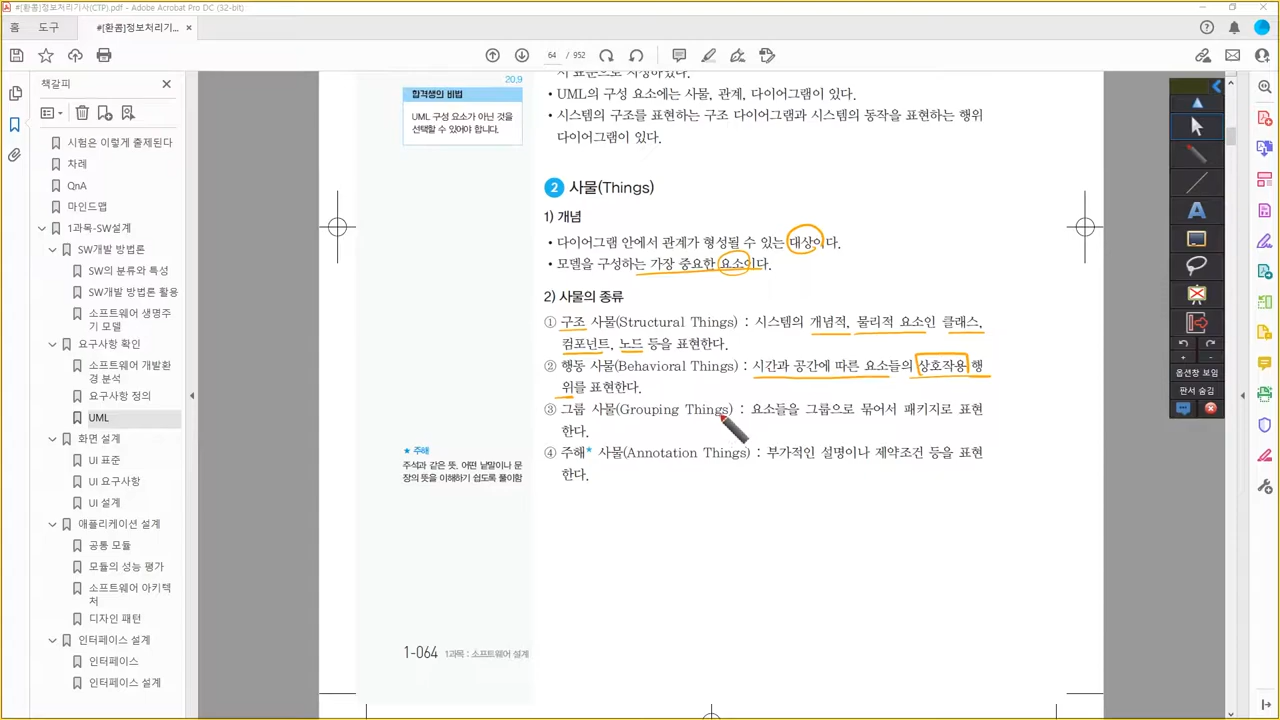 #[환콤]정보처리기사(CTP).pdf - Adobe Acrobat Pro DC (32-bit)
홈 도구 #[환콤]정보처리기... ×
64 / 952
책갈피
시험은 이렇게 출제된다
차례
QnA
마인드맵
1과목-SW설계
SW개발 방법론
SW의 분류와 특성
SW개발 방법론 활용
소프트웨어 생명주
기 모델
요구사항 확인
소프트웨어 개발환
경 분석
요구사항 정의
UML
화면 설계
UI 표준
UI 요구사항
UI 설계
애플리케이션 설계
공통 모듈
모듈의 성능 평가
소프트웨어 아키텍
처
디자인 패턴
인터페이스 설계
인터페이스
인터페이스 설계
20.9
합격생의 비법
UML 구성 요소가 아닌 것을
선택할 수 있어야 합니다.
★ 주해
주석과 같은 뜻. 어떤 낱말이나 문
장의 뜻을 이해하기 쉽도록 풀이함
시 표준으로 지정하였다.
• UML의 구성 요소에는 사물, 관계, 다이어그램이 있다.
• 시스템의 구조를 표현하는 구조 다이어그램과 시스템의 동작을 표현하는 행위
다이어그램이 있다.
2 사물(Things)
1) 개념
• 다이어그램 안에서 관계가 형성될 수 있는 대상이다.
• 모델을 구성하는 가장 중요한 요소이다.
2) 사물의 종류
① 구조 사물(Structural Things) : 시스템의 개념적, 물리적 요소인 클래스,
컴포넌트, 노드 등을 표현한다.
② 행동 사물(Behavioral Things) : 시간과 공간에 따른 요소들의 상호작용 행
위를 표현한다.
③ 그룹 사물(Grouping Things) : 요소들을 그룹으로 묶어서 패키지로 표현
한다.
④ 주해* 사물(Annotation Things) : 부가적인 설명이나 제약조건 등을 표현
한다.
1-064 1과목 : 소프트웨어 설계
A
옵션창 보임
판서 숨김